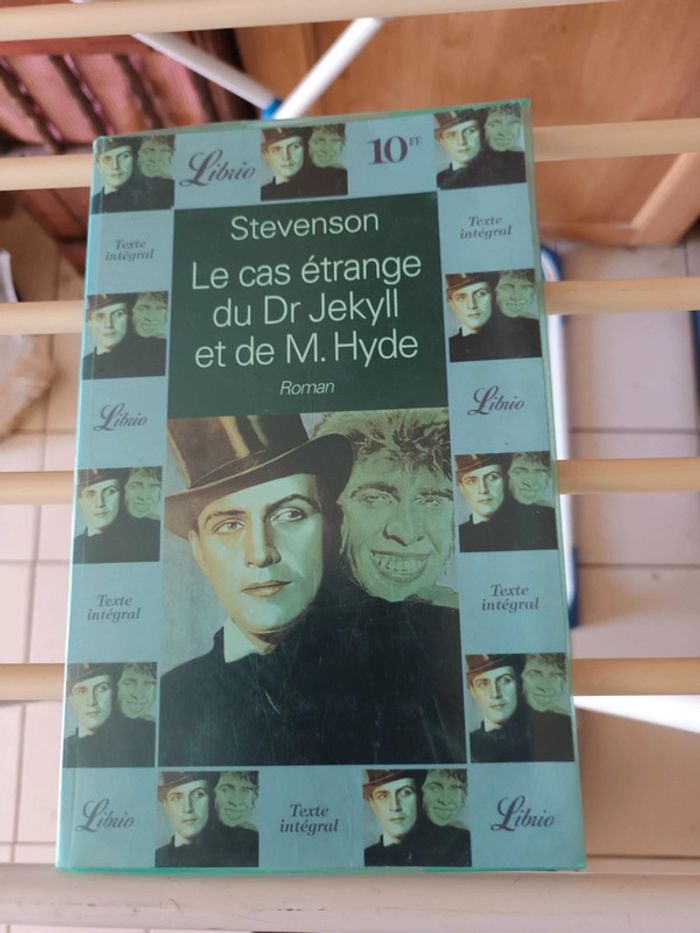 Librio
10FF
Texte
intégral
Texte
intégral
Stevenson
Le cas étrange
du Dr Jekyll
et de M. Hyde
Roman
Librio
Librio
Texte
intégral
Texte
intégral
Librio
Texte
intégral
Librio